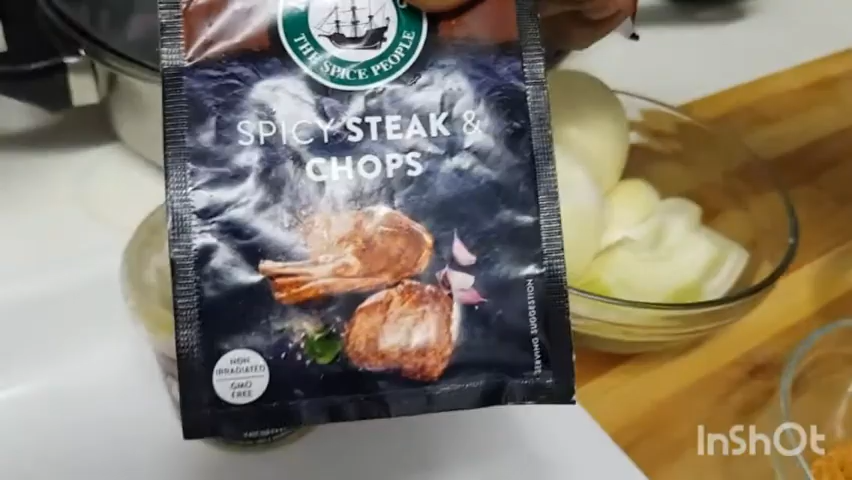 THE SPICE PEOPLE
SPICY STEAK &
CHOPS
SERVING SUGGESTION
NON
IRRADIATED
GMO
FREE
InShOt